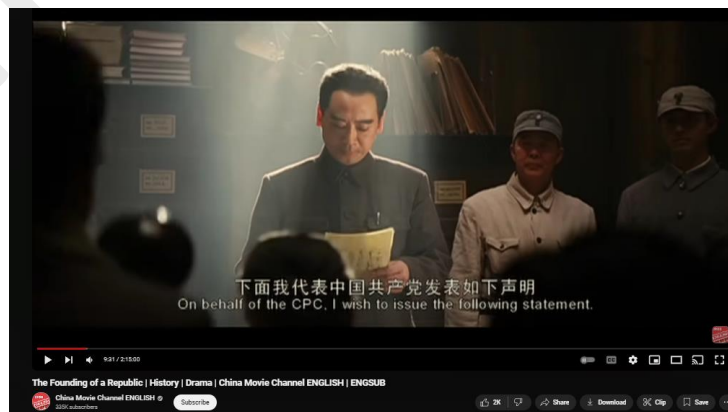 下面我代表中国共产党发表如下声明
On behalf of the CPC, I wish to issue the following statement.
9:31 / 2:15:00
The Founding of a Republic | History | Drama | China Movie Channel ENGLISH | ENGSUB
China Movie Channel ENGLISH
335K subscribers
Subscribe
2K
Share
Download
Clip
Save